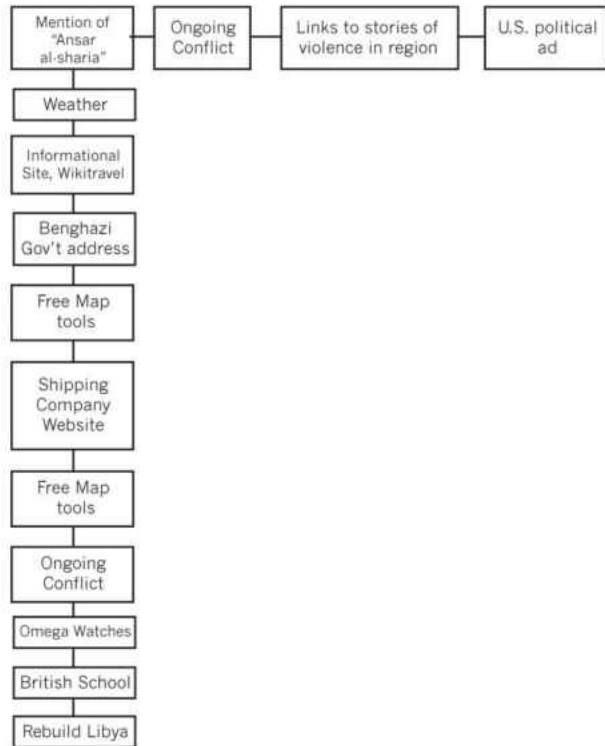 Mention of
“Ansar
al-sharia”
Ongoing
Conflict
Links to stories of
violence in region
U.S. political
ad
Weather
Informational
Site, Wikitravel
Benghazi
Gov't address
Free Map
tools
Shipping
Company
Website
Free Map
tools
Ongoing
Conflict
Omega Watches
British School
Rebuild Libya